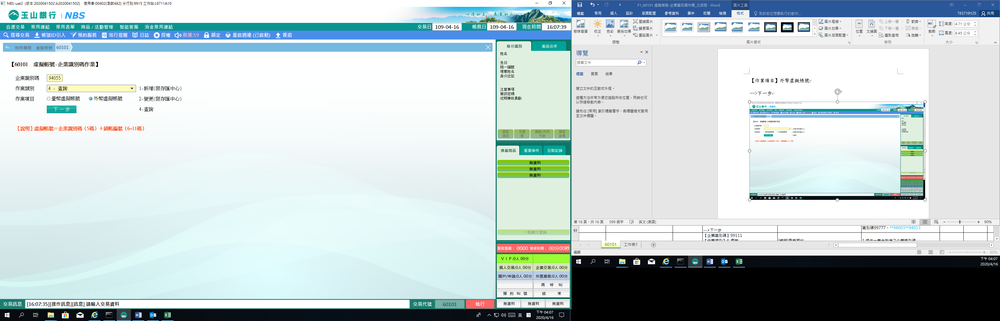 NBS-uat2 (版本:2020041502.b2020041502) 使用者:00402(測試482) 分行別:9915 工作站:L9711A10
玉山銀行 | NBS
心清如玉 義重如山
自選交易 常用連結 常用表單 商品 / 活動管理 智能客服 消金常用連結
交易日 109-04-16 帳務日 109-04-16 現在時間 16:07:39
搜尋交易 帳號ID引入 預約服務 蒞行提醒 日誌 授權 廣播:59 鎖定 重啟週邊 (已啟動) 簽退
特殊業務 虛擬帳號 60101
【60101 虛擬帳號-企業識別碼作業】
企業識別碼 94055
作業類別 4 - 查詢 1-新增(限存匯中心)
作業項目 臺幣虛擬帳號 外幣虛擬帳號 2-變更(限存匯中心)
下一步 4-查詢
【說明】虛擬帳號＝企業識別碼（5碼）＋銷帳編號（6~11碼）
身分識別 產品往來
姓名
生日
統一編號
理專姓名
身分註記
注意事項
簡訊密碼
近期事故異動
顧客資訊 手續費 通路/共同行銷 顧客影像
推薦商品 重要事件 互動記錄
無資料
無資料
無資料
一般轉介登錄
服務號碼： 0000 等候時間： 00分00秒
V I P:0人 00分
個人交易:0人 00分 企業交易:0人 00分
開戶/申請:0人 00分 外匯業務:0人 00分
再 呼 叫
預 約 叫 號 結 束
無資料 無資料 無資料
交易訊息 [16:07:35][操作訊息][訊息] 請輸入交易資料 交易代號 60101 執行
英
下午 04:07
2020/4/16
F1_60101 虛擬帳號-企業識別碼作業_尤淑姬 - Word 圖片工具
檔案 常用 插入 設計 版面配置 參考資料 郵件 校閱 檢視 格式 告訴我您想要執行的動作... TEST19125 共用
移除背景 校正 色彩 美術效果 壓縮圖片 變更圖片 重設圖片
調整
圖片樣式
圖片框線 圖片效果 圖片版面配置
位置 文繞圖 上移一層 下移一層 選取窗格 對齊 群組 旋轉
排列
裁剪 高度: 4.71 公分 寬度: 8.45 公分
大小
導覽
搜尋文件
標題 頁面 結果
建立文件的互動式外框。
這種方法非常方便您追蹤所在位置，同時也可
以快速移動內容。
請先從 [常用] 索引標籤著手，將標題樣式套用
至文件標題。
【作業項目】外幣虛擬帳號
-->下一步
第 16 頁，共 16 頁 599 個字 英文 (美國) 90%
63 -->下一步 識別碼99777。**94003**94013
【企業識別碼】99111
60101 工作表1
編輯 80%
下午 04:07
2020/4/16